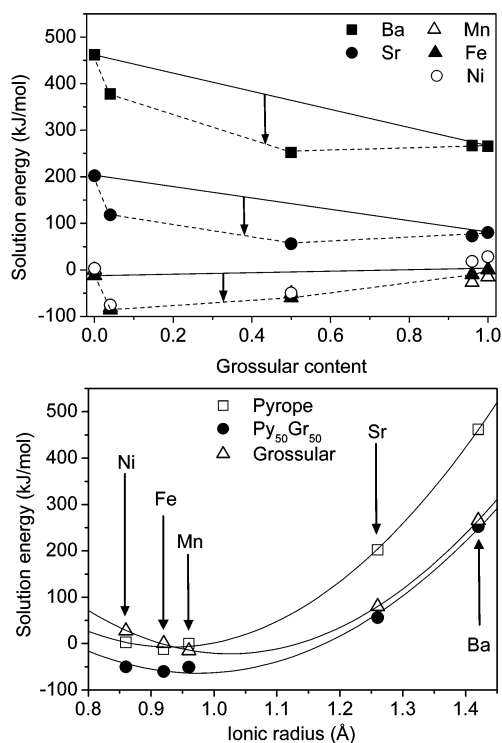 Ba Mn
Sr Fe
Ni
500
400
300
200
100
0
-100
Solution energy (kJ/mol)
0.0 0.2 0.4 0.6 0.8 1.0
Grossular content
Pyrope
Py50Gr50
Grossular
Ni
Fe
Mn
Sr
Ba
500
400
300
200
100
0
-100
Solution energy (kJ/mol)
0.8 0.9 1.0 1.1 1.2 1.3 1.4
Ionic radius (Å)